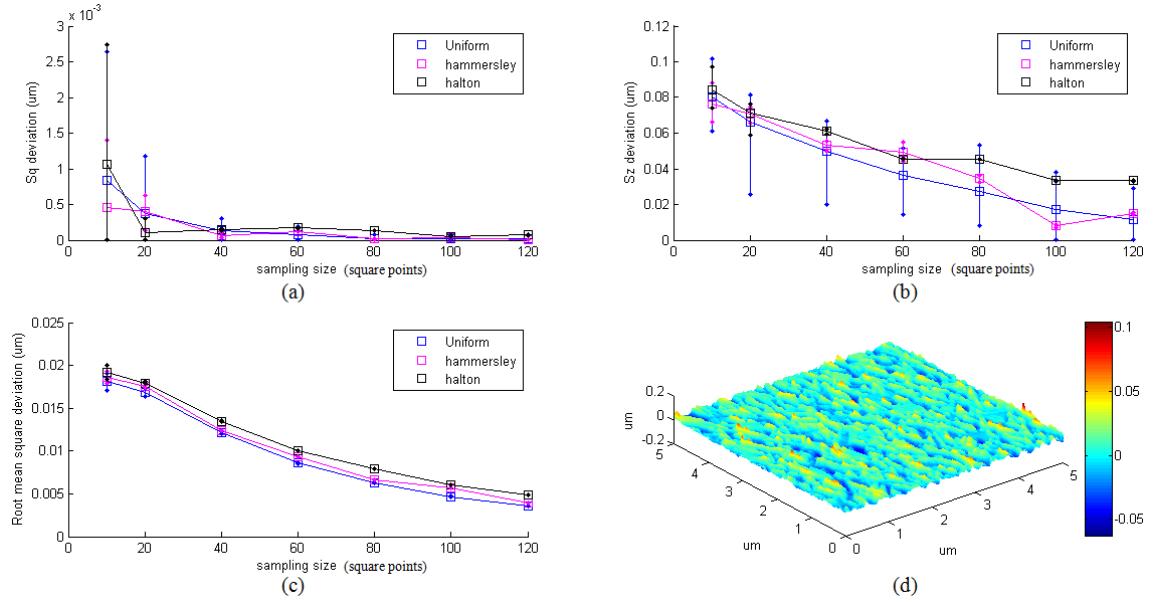 x 10⁻³
3
2.5
2
1.5
1
0.5
0
Sq deviation (um)
Uniform
hammersley
halton
0 20 40 60 80 100 120
sampling size (square points)
(a)
0.12
0.1
0.08
0.06
0.04
0.02
0
Sz deviation (um)
Uniform
hammersley
halton
0 20 40 60 80 100 120
sampling size (square points)
(b)
0.025
0.02
0.015
0.01
0.005
0
Root mean square deviation (um)
Uniform
hammersley
halton
0 20 40 60 80 100 120
sampling size (square points)
(c)
0.2
0
-0.2
um
5
4
3
2
1
0
um
0
1
2
3
4
5
um
0.1
0.05
0
-0.05
(d)